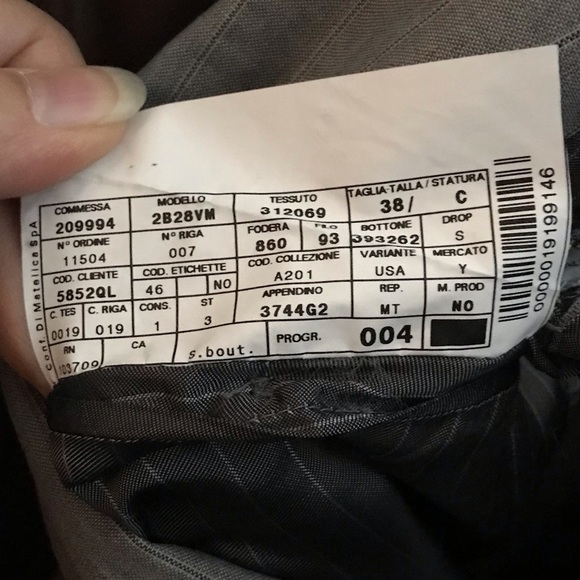 COMMESSA MODELLO TESSUTO TAGLIA-TALLA / STATURA
209994 2B28VM 312069 38/ C
N° ORDINE N° RIGA FODERA BOTTONE DROP
11504 007 860 93 393262 S
COD. CLIENTE COD. ETICHETTE COD. COLLEZIONE VARIANTE MERCATO
5852QL 46 NO A201 USA Y
C. TES C. RIGA CONS. ST APPENDINO REP. M. PROD
0019 019 1 3 3744G2 MT NO
RN CA s.bout. PROGR. 004
103709
Conf. Di Matelica SpA
0000019199146